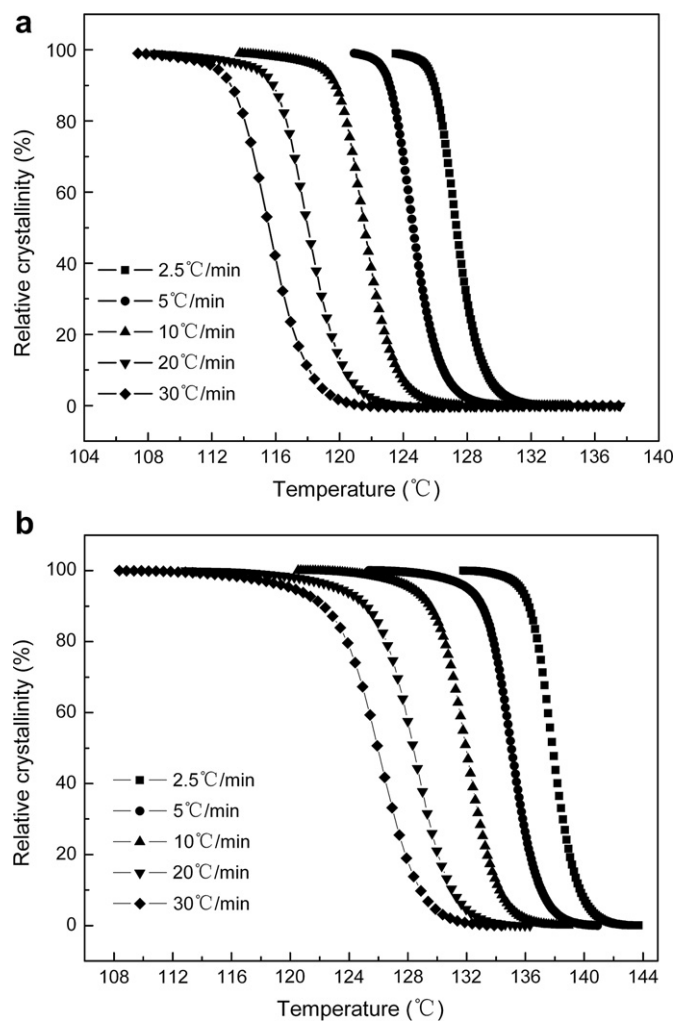 a
100
80
60
40
20
0
Relative crystallinity (%)
2.5℃/min
5℃/min
10℃/min
20℃/min
30℃/min
104 108 112 116 120 124 128 132 136 140
Temperature (℃)
b
100
80
60
40
20
0
Relative crystallinity (%)
2.5℃/min
5℃/min
10℃/min
20℃/min
30℃/min
108 112 116 120 124 128 132 136 140 144
Temperature (℃)